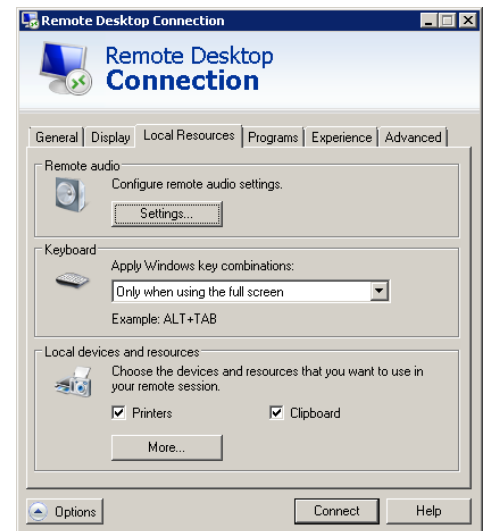 Remote Desktop Connection
Remote Desktop
Connection
General Display Local Resources Programs Experience Advanced
Remote audio
Configure remote audio settings.
Settings...
Keyboard
Apply Windows key combinations:
Only when using the full screen
Example: ALT+TAB
Local devices and resources
Choose the devices and resources that you want to use in
your remote session.
Printers Clipboard
More...
Options Connect Help